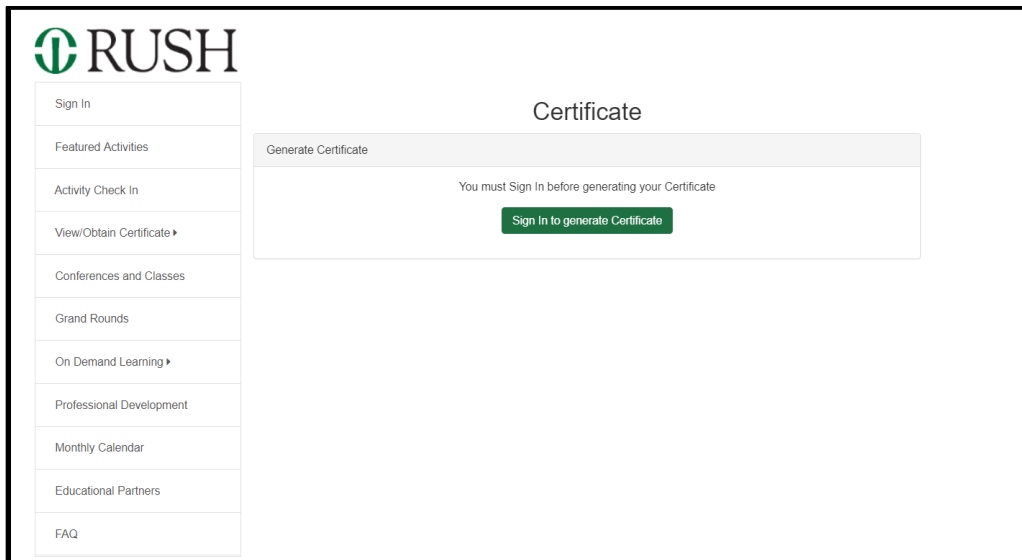 RUSH
Sign In
Featured Activities
Activity Check In
View/Obtain Certificate
Conferences and Classes
Grand Rounds
On Demand Learning
Professional Development
Monthly Calendar
Educational Partners
FAQ
Certificate
Generate Certificate
You must Sign In before generating your Certificate
Sign In to generate Certificate